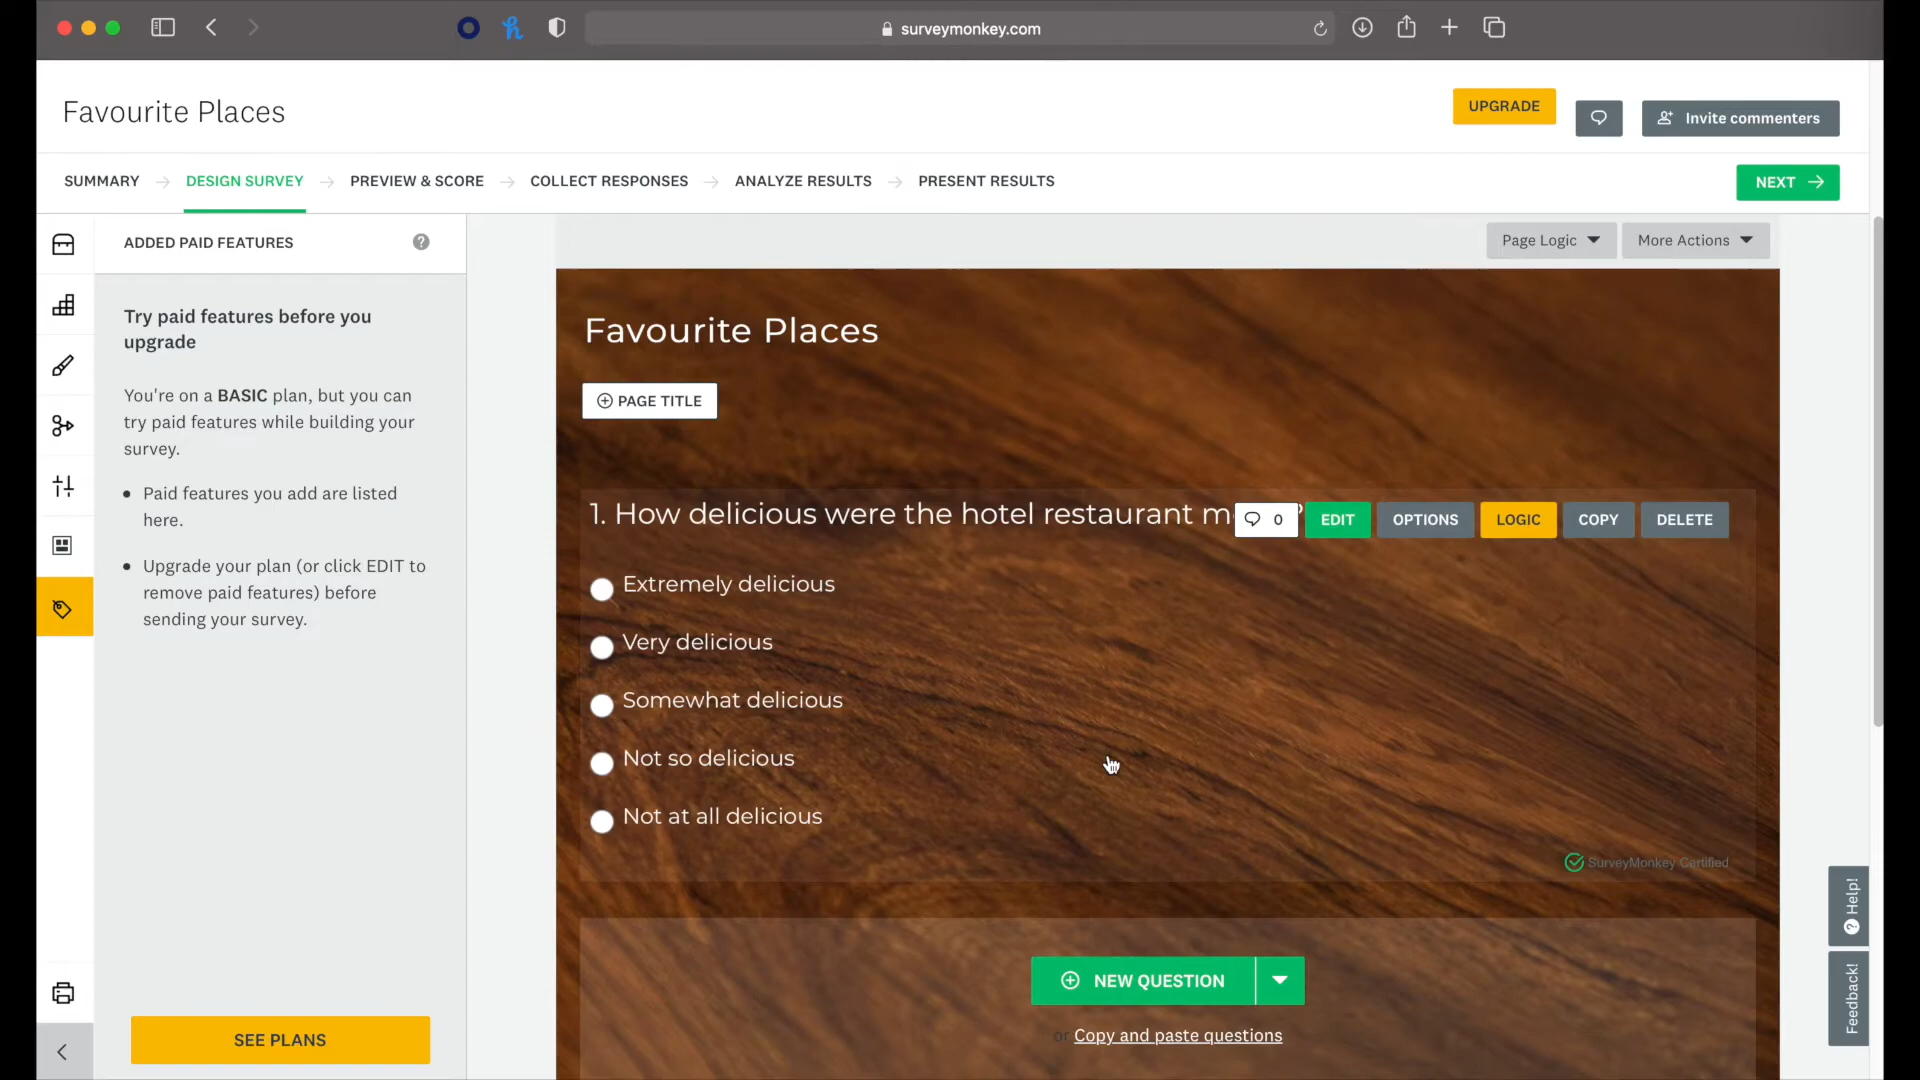 surveymonkey.com
Favourite Places
UPGRADE
Invite commenters
SUMMARY
DESIGN SURVEY
PREVIEW & SCORE
COLLECT RESPONSES
ANALYZE RESULTS
PRESENT RESULTS
NEXT
ADDED PAID FEATURES
Page Logic
More Actions
Try paid features before you
upgrade
You're on a BASIC plan, but you can
try paid features while building your
survey.
• Paid features you add are listed
here.
• Upgrade your plan (or click EDIT to
remove paid features) before
sending your survey.
SEE PLANS
Favourite Places
PAGE TITLE
1. How delicious were the hotel restaurant
0
EDIT
OPTIONS
LOGIC
COPY
DELETE
Extremely delicious
Very delicious
Somewhat delicious
Not so delicious
Not at all delicious
SurveyMonkey Certified
NEW QUESTION
or Copy and paste questions
Help!
Feedback!